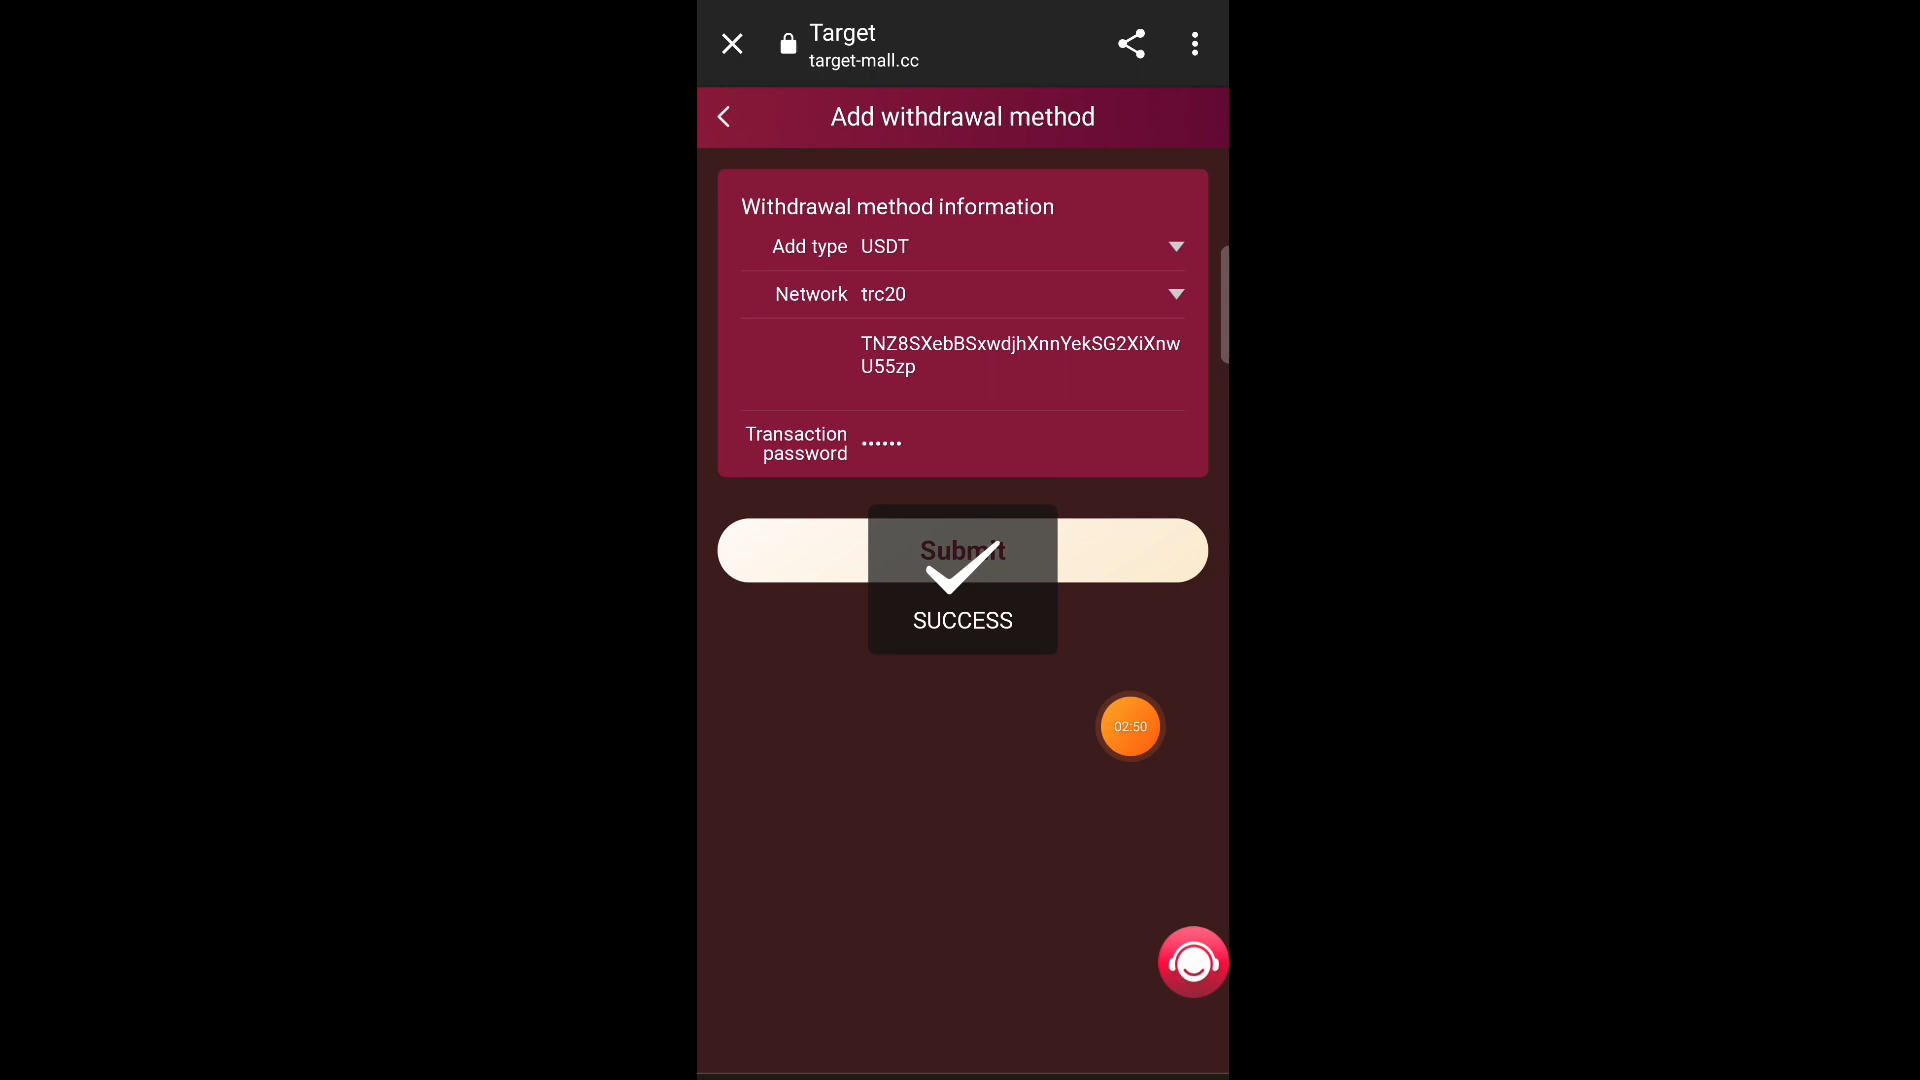 Target
target-mall.cc
Add withdrawal method
Withdrawal method information
Add type USDT
Network trc20
TNZ8SXebBSxwdjhXnnYekSG2XiXnw
U55zp
Transaction
password ••••••
Submit
SUCCESS
02:50